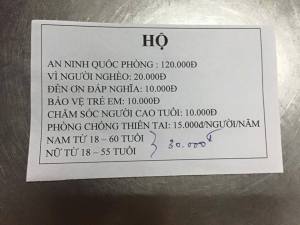 HỘ
AN NINH QUỐC PHÒNG : 120.000Đ
VÌ NGƯỜI NGHÈO: 20.000Đ
ĐỀN ƠN ĐÁP NGHĨA: 10.000Đ
BẢO VỆ TRẺ EM: 10.000Đ
CHĂM SÓC NGƯỜI CAO TUỔI: 10.000Đ
PHÒNG CHỐNG THIÊN TAI: 15.000đ/NGƯỜI/NĂM
NAM TỪ 18 – 60 TUỔI
30.000đ
NỮ TỪ 18 – 55 TUỔI